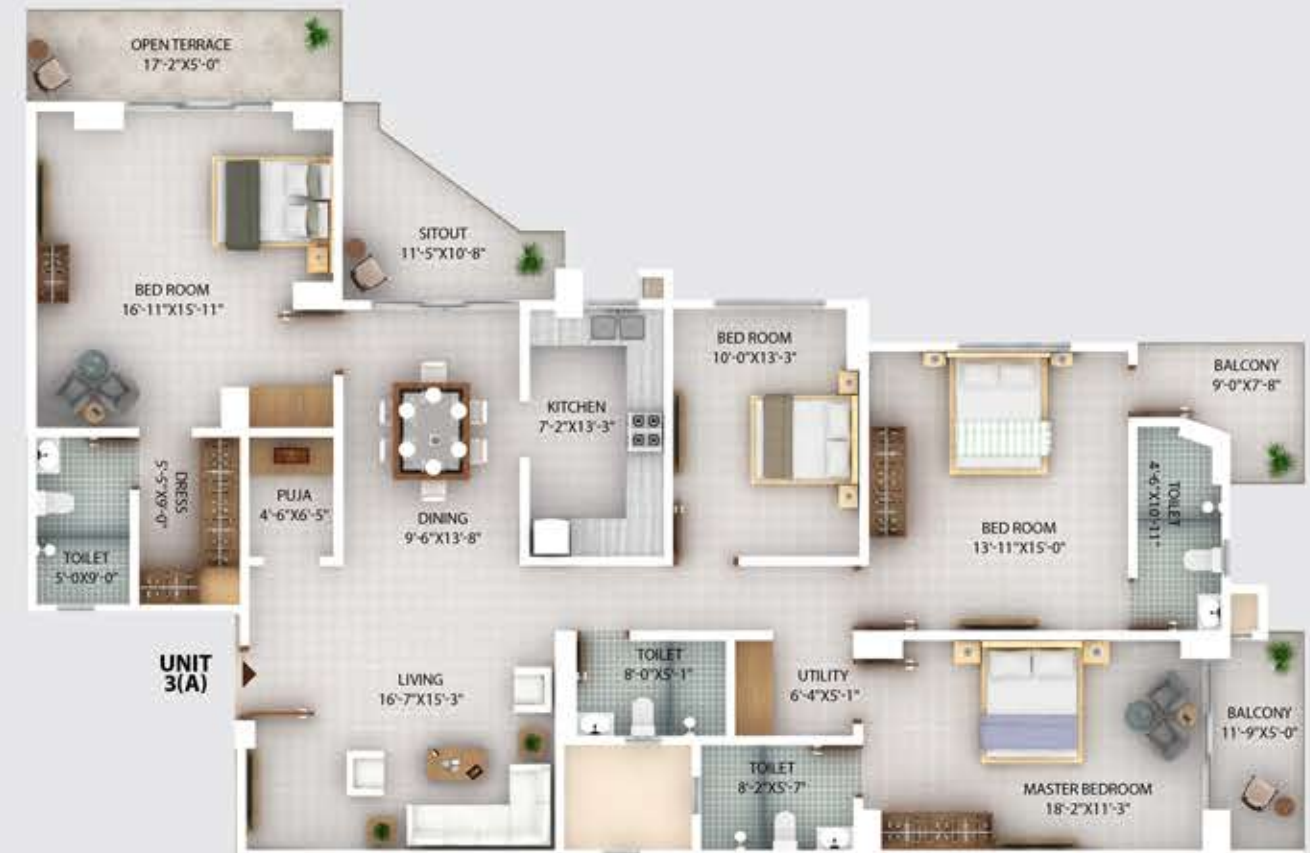 OPEN TERRACE
17'-2"X5'-0"
SITOUT
11'-5"X10'-8"
BED ROOM
16'-11"X15'-11"
BED ROOM
10'-0"X13'-3"
BALCONY
9'-0"X7'-8"
KITCHEN
7'-2"X13'-3"
DRESS
5'-5"X9'-0"
PUJA
4'-6"X6'-5"
DINING
9'-6"X13'-8"
TOILET
4'-6"X10'-11"
BED ROOM
13'-11"X15'-0"
TOILET
5'-0X9'-0"
UNIT
3(A)
LIVING
16'-7"X15'-3"
TOILET
8'-0"X5'-1"
UTILITY
6'-4"X5'-1"
BALCONY
11'-9"X5'-0"
TOILET
8'-2"X5'-7"
MASTER BEDROOM
18'-2"X11'-3"